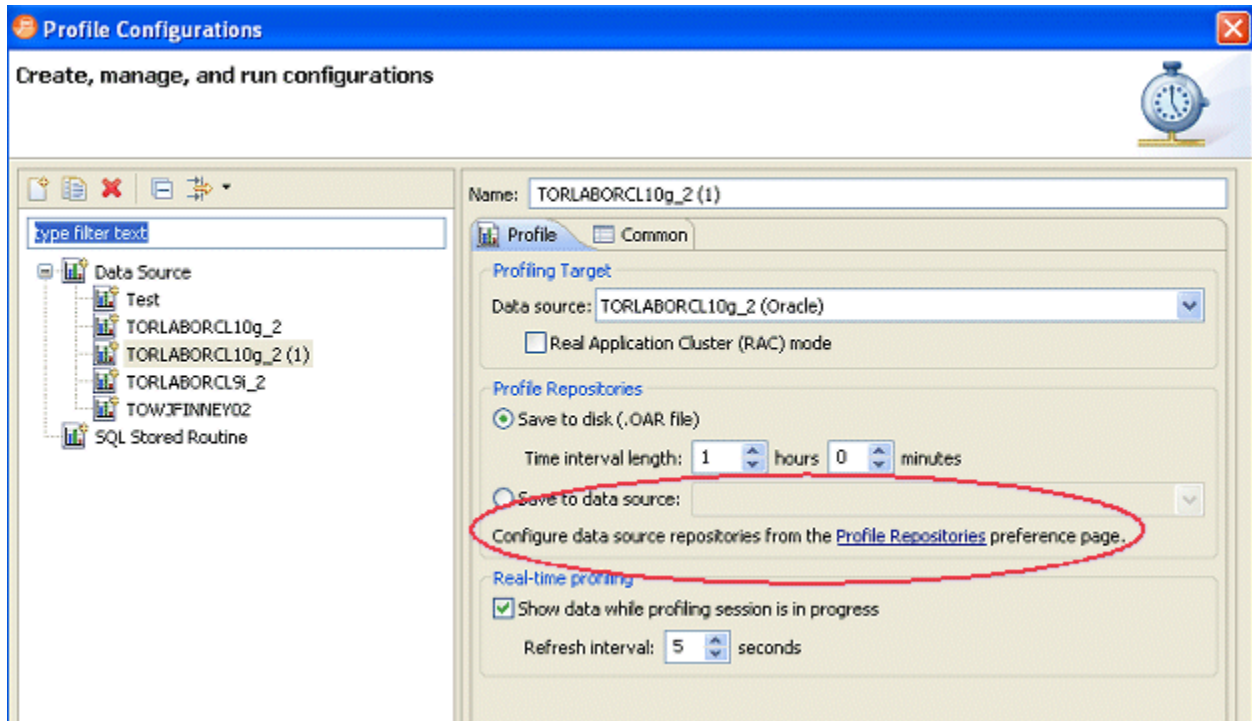 Profile Configurations
Create, manage, and run configurations
type filter text
Data Source
Test
TORLABORCL10g_2
TORLABORCL10g_2 (1)
TORLABORCL9i_2
TOWJFINNEY02
SQL Stored Routine
Name: TORLABORCL10g_2 (1)
Profile Common
Profiling Target
Data source: TORLABORCL10g_2 (Oracle)
Real Application Cluster (RAC) mode
Profile Repositories
Save to disk (.OAR file)
Time interval length: 1 hours 0 minutes
Save to data source:
Configure data source repositories from the Profile Repositories preference page.
Real-time profiling
Show data while profiling session is in progress
Refresh interval: 5 seconds